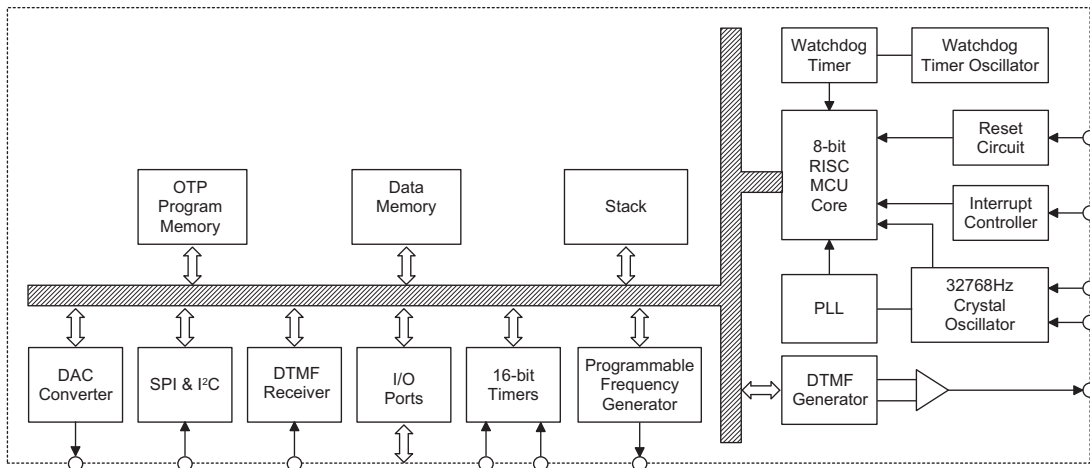 Watchdog
Timer
Watchdog
Timer Oscillator
8-bit
RISC
MCU
Core
Reset
Circuit
Interrupt
Controller
OTP
Program
Memory
Data
Memory
Stack
PLL
32768Hz
Crystal
Oscillator
DAC
Converter
SPI & I²C
DTMF
Receiver
I/O
Ports
16-bit
Timers
Programmable
Frequency
Generator
DTMF
Generator